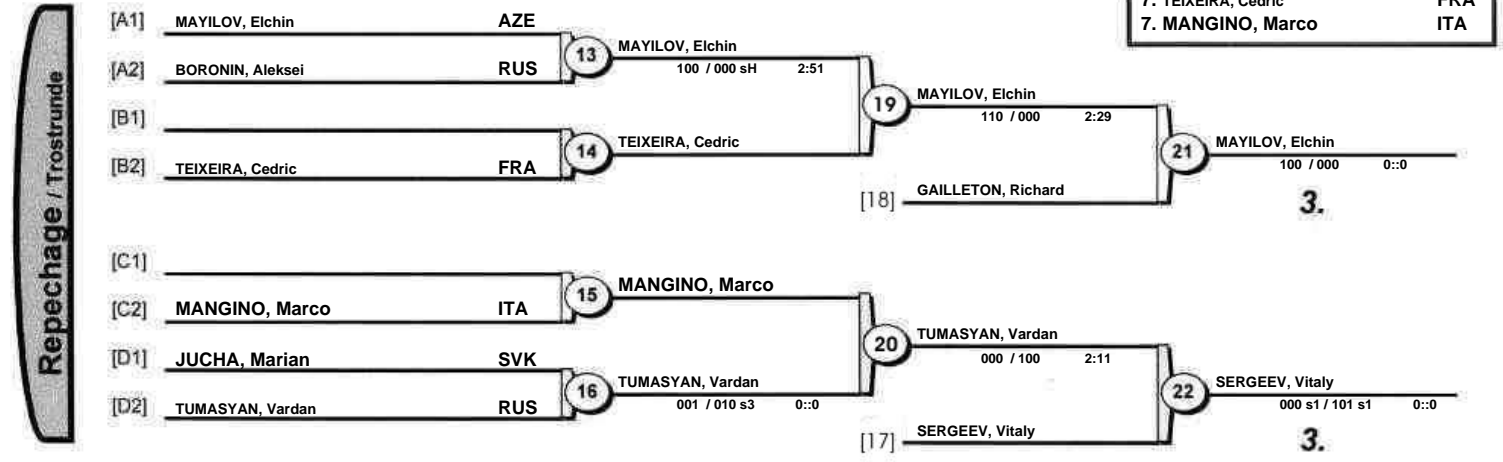 7. TEIXEIRA, Cedric FRA
7. MANGINO, Marco ITA
Repechage / Trostrunde
[A1] MAYILOV, Elchin AZE
[A2] BORONIN, Aleksei RUS
13
MAYILOV, Elchin
100 / 000 sH 2:51
[B1]
[B2] TEIXEIRA, Cedric FRA
14
TEIXEIRA, Cedric
19
MAYILOV, Elchin
110 / 000 2:29
[18] GAILLETON, Richard
21
MAYILOV, Elchin
100 / 000 0::0
3.
[C1]
[C2] MANGINO, Marco ITA
15
MANGINO, Marco
[D1] JUCHA, Marian SVK
[D2] TUMASYAN, Vardan RUS
16
TUMASYAN, Vardan
001 / 010 s3 0::0
20
TUMASYAN, Vardan
000 / 100 2:11
[17] SERGEEV, Vitaly
22
SERGEEV, Vitaly
000 s1 / 101 s1 0::0
3.